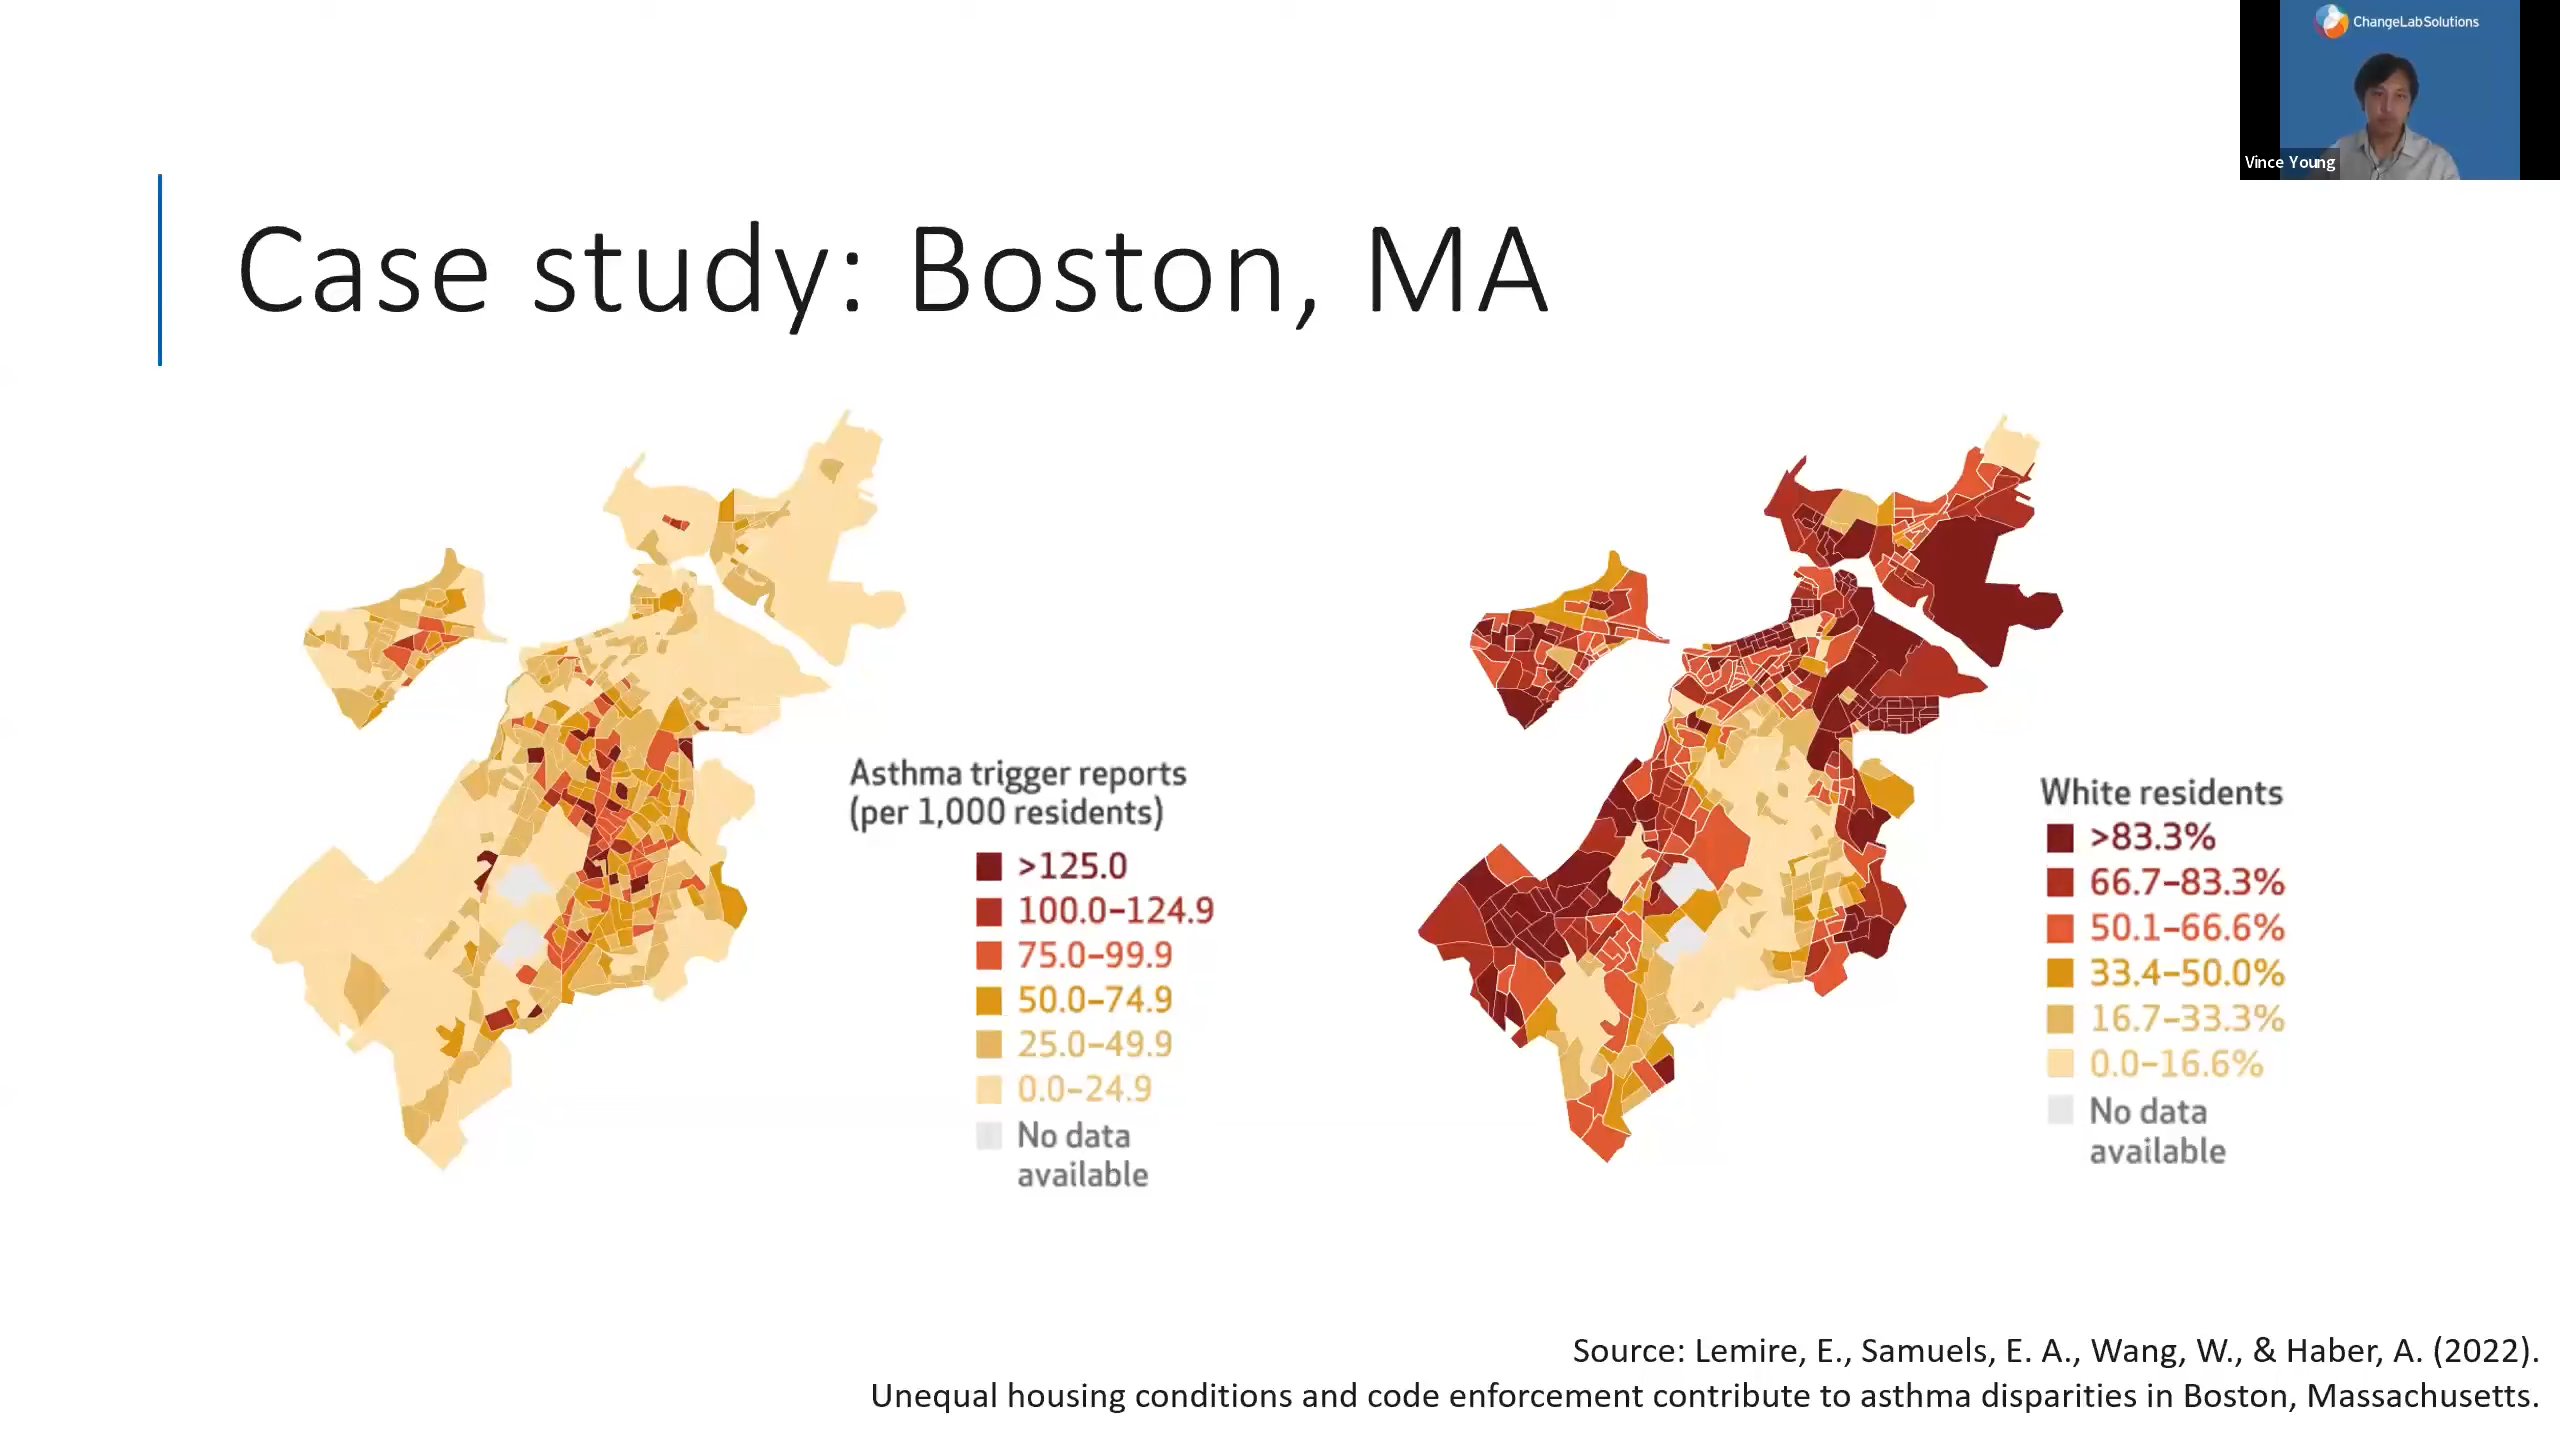 ChangeLabSolutions
Vince Young
Case study: Boston, MA
Asthma trigger reports
(per 1,000 residents)
>125.0
100.0–124.9
75.0–99.9
50.0–74.9
25.0–49.9
0.0–24.9
No data
available
White residents
>83.3%
66.7–83.3%
50.1–66.6%
33.4–50.0%
16.7–33.3%
0.0–16.6%
No data
available
Source: Lemire, E., Samuels, E. A., Wang, W., & Haber, A. (2022).
Unequal housing conditions and code enforcement contribute to asthma disparities in Boston, Massachusetts.